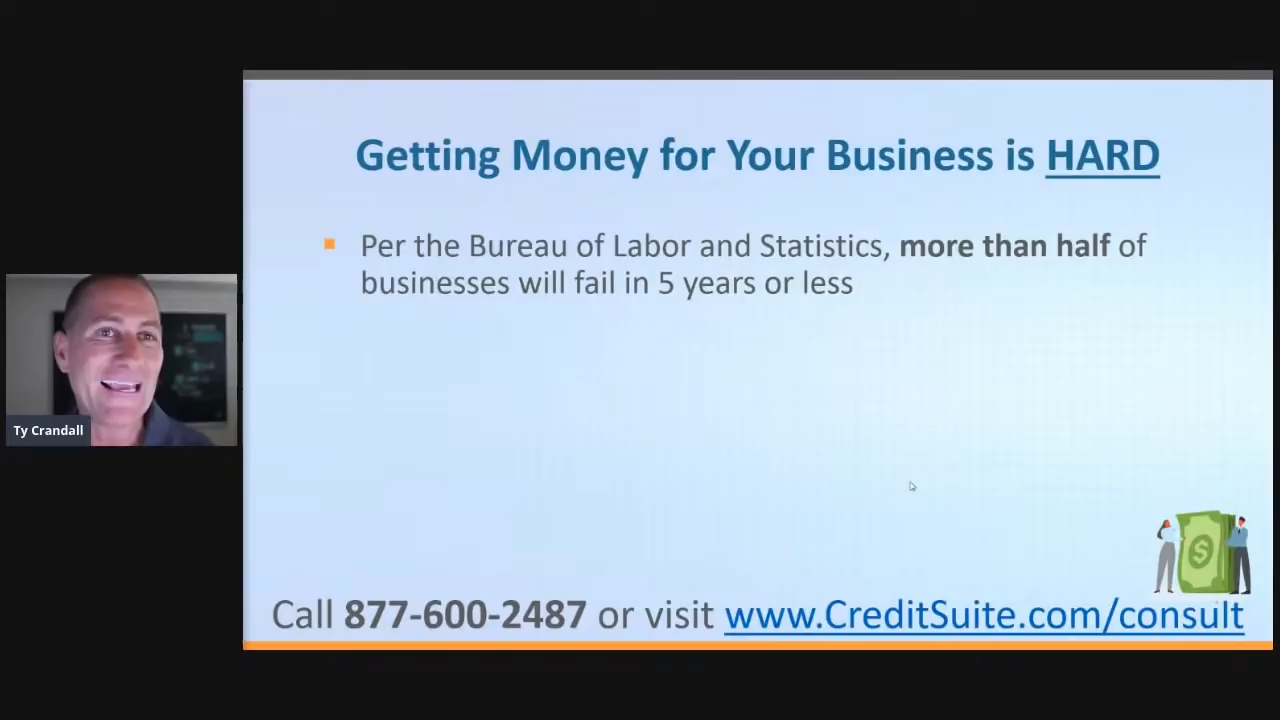 Getting Money for Your Business is HARD
Per the Bureau of Labor and Statistics, more than half of
businesses will fail in 5 years or less
Ty Crandall
Call 877-600-2487 or visit www.CreditSuite.com/consult